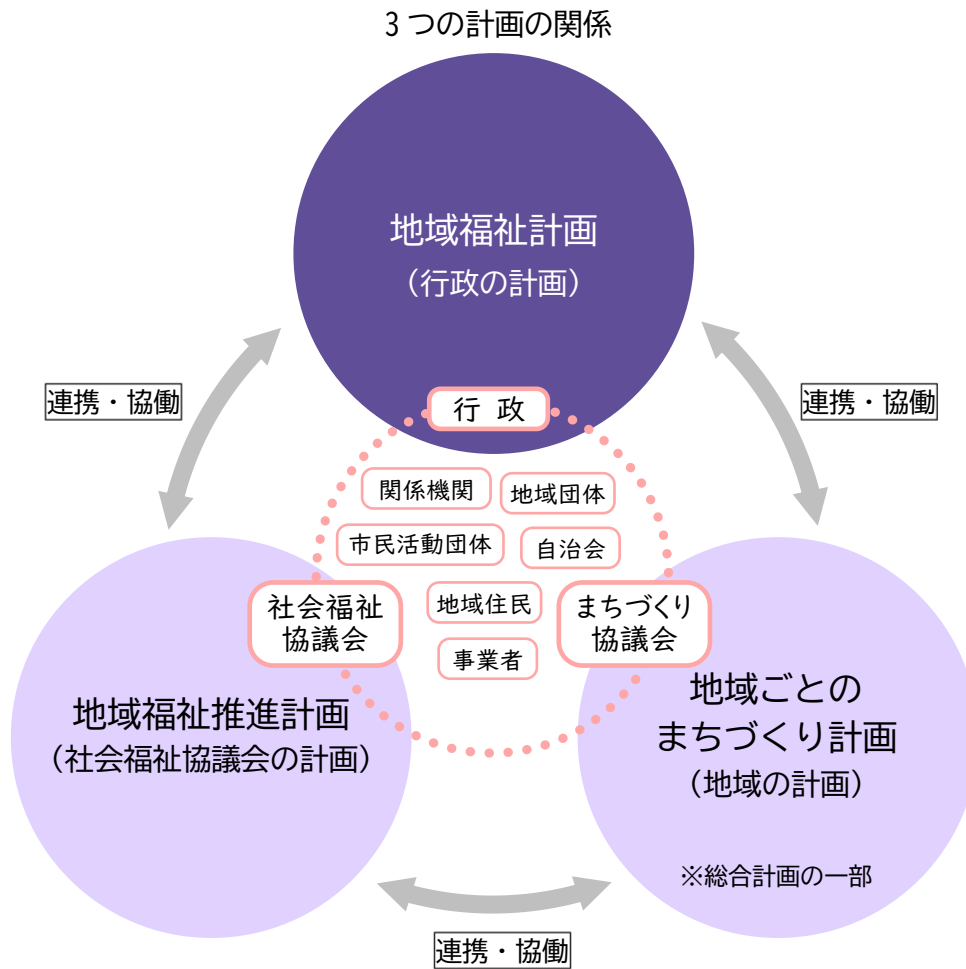 3つの計画の関係
地域福祉計画
（行政の計画）
連携・協働
連携・協働
行 政
関係機関
地域団体
市民活動団体
自治会
社会福祉
協議会
地域住民
まちづくり
協議会
事業者
地域福祉推進計画
（社会福祉協議会の計画）
地域ごとの
まちづくり計画
（地域の計画）
※総合計画の一部
連携・協働